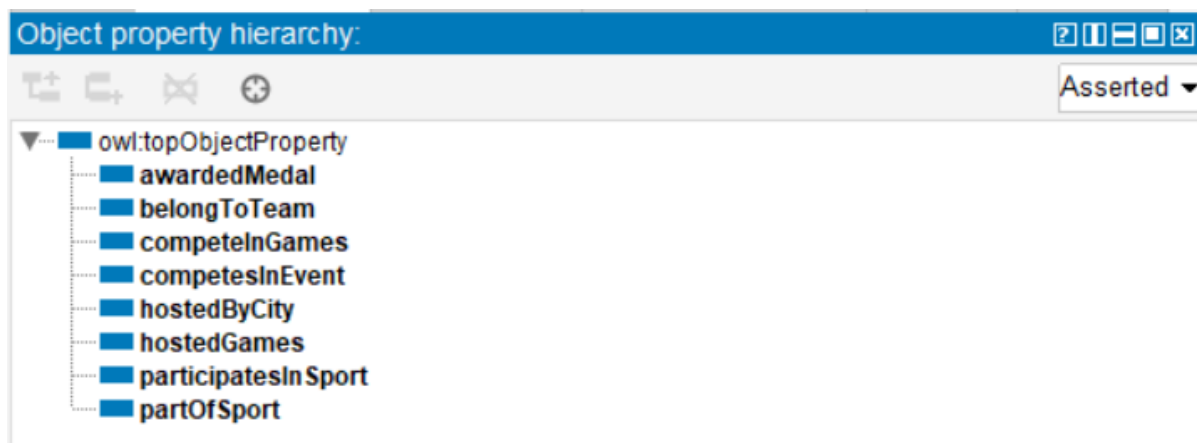 Object property hierarchy:
Asserted
owl:topObjectProperty
awardedMedal
belongToTeam
competeInGames
competesInEvent
hostedByCity
hostedGames
participatesInSport
partOfSport